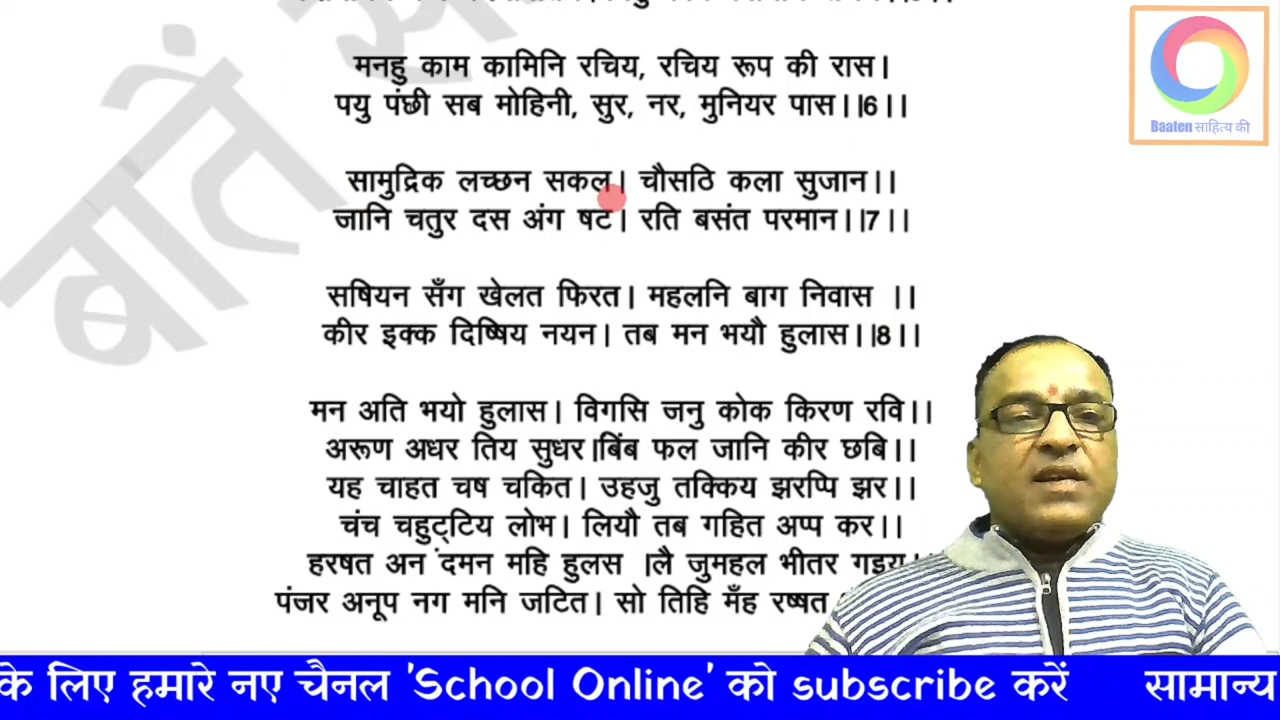 मनहु काम कामिनि रचिय, रचिय रूप की रास।
पयु पंछी सब मोहिनी, सुर, नर, मुनियर पास।।6।।
सामुद्रिक लच्छन सकल। चौसठि कला सुजान।।
जानि चतुर दस अंग षट। रति बसंत परमान।।7।।
सषियन सँग खेलत फिरत। महलनि बाग निवास ।।
कीर इक्क दिष्षिय नयन। तब मन भयौ हुलास।।8।।
मन अति भयो हुलास। विगसि जनु कोक किरण रवि।।
अरूण अधर तिय सुधर।बिंब फल जानि कीर छबि।।
यह चाहत चष चकित। उहजु तक्किय झरप्पि झर।।
चंच चहुट्टिय लोभ। लियौ तब गहित अप्प कर।।
हरषत अनं दमन महि हुलस ।लै जुमहल भीतर गइय
पंजर अनूप नग मनि जटित। सो तिहि मँह रष्षत
बातें
Baaten साहित्य की
के लिए हमारे नए चैनल 'School Online' को subscribe करें सामान्य